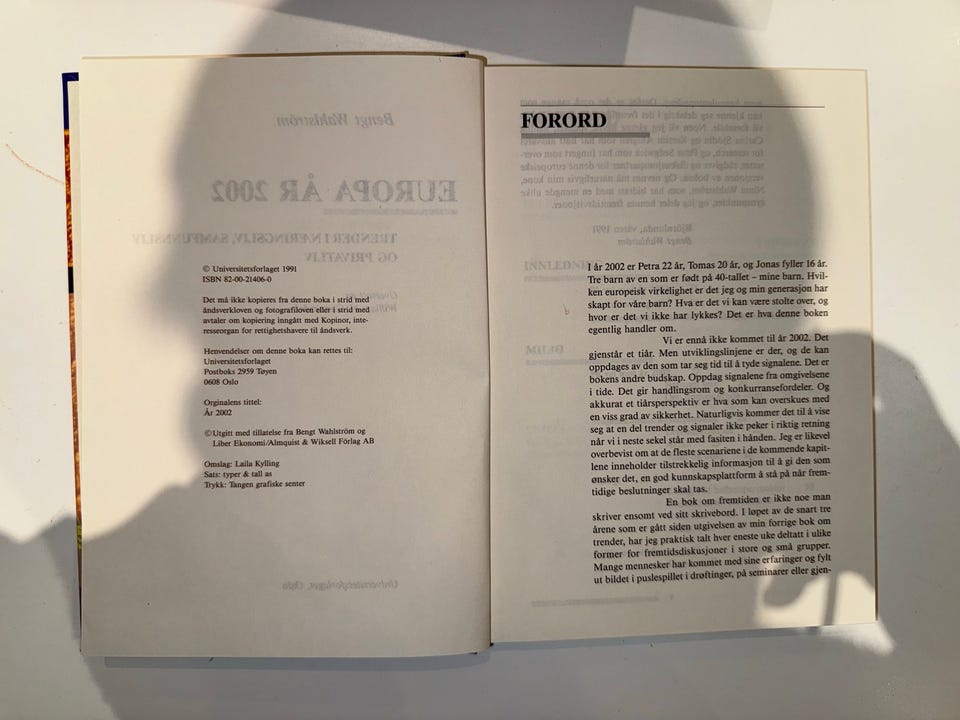 © Universitetsforlaget 1991
ISBN 82-00-21406-0
Det må ikke kopieres fra denne boka i strid med
åndsverkloven og fotografiloven eller i strid med
avtaler om kopiering inngått med Kopinor, inte-
resseorgan for rettighetshavere til åndsverk.
Henvendelser om denne boka kan rettes til:
Universitetsforlaget
Postboks 2959 Tøyen
0608 Oslo
Orginalens tittel:
År 2002
© Utgitt med tillatelse fra Bengt Wahlström og
Liber Ekonomi/Almquist & Wiksell Förlag AB
Omslag: Laila Kylling
Sats: typer & tall as
Trykk: Tangen grafiske senter
FORORD
I år 2002 er Petra 22 år, Tomas 20 år, og Jonas fyller 16 år.
Tre barn av en som er født på 40-tallet – mine barn. Hvil-
ken europeisk virkelighet er det jeg og min generasjon har
skapt for våre barn? Hva er det vi kan være stolte over, og
hvor er det vi ikke har lykkes? Det er hva denne boken
egentlig handler om.
Vi er ennå ikke kommet til år 2002. Det
gjenstår et tiår. Men utviklingslinjene er der, og de kan
oppdages av den som tar seg tid til å tyde signalene. Det er
bokens andre budskap. Oppdag signalene fra omgivelsene
i tide. Det gir handlingsrom og konkurransefordeler. Og
akkurat et tiårsperspektiv er hva som kan overskues med
en viss grad av sikkerhet. Naturligvis kommer det til å vise
seg at en del trender og signaler ikke peker i riktig retning
når vi i neste sekel står med fasiten i hånden. Jeg er likevel
overbevist om at de fleste scenariene i de kommende kapit-
lene inneholder tilstrekkelig informasjon til å gi den som
ønsker det, en god kunnskapsplattform å stå på når frem-
tidige beslutninger skal tas.
En bok om fremtiden er ikke noe man
skriver ensomt ved sitt skrivebord. I løpet av de snart tre
årene som er gått siden utgivelsen av min forrige bok om
trender, har jeg praktisk talt hver eneste uke deltatt i ulike
former for fremtidsdiskusjoner i store og små grupper.
Mange mennesker har kommet med sine erfaringer og fylt
ut bildet i puslespillet i drøftinger, på seminarer eller gjen-